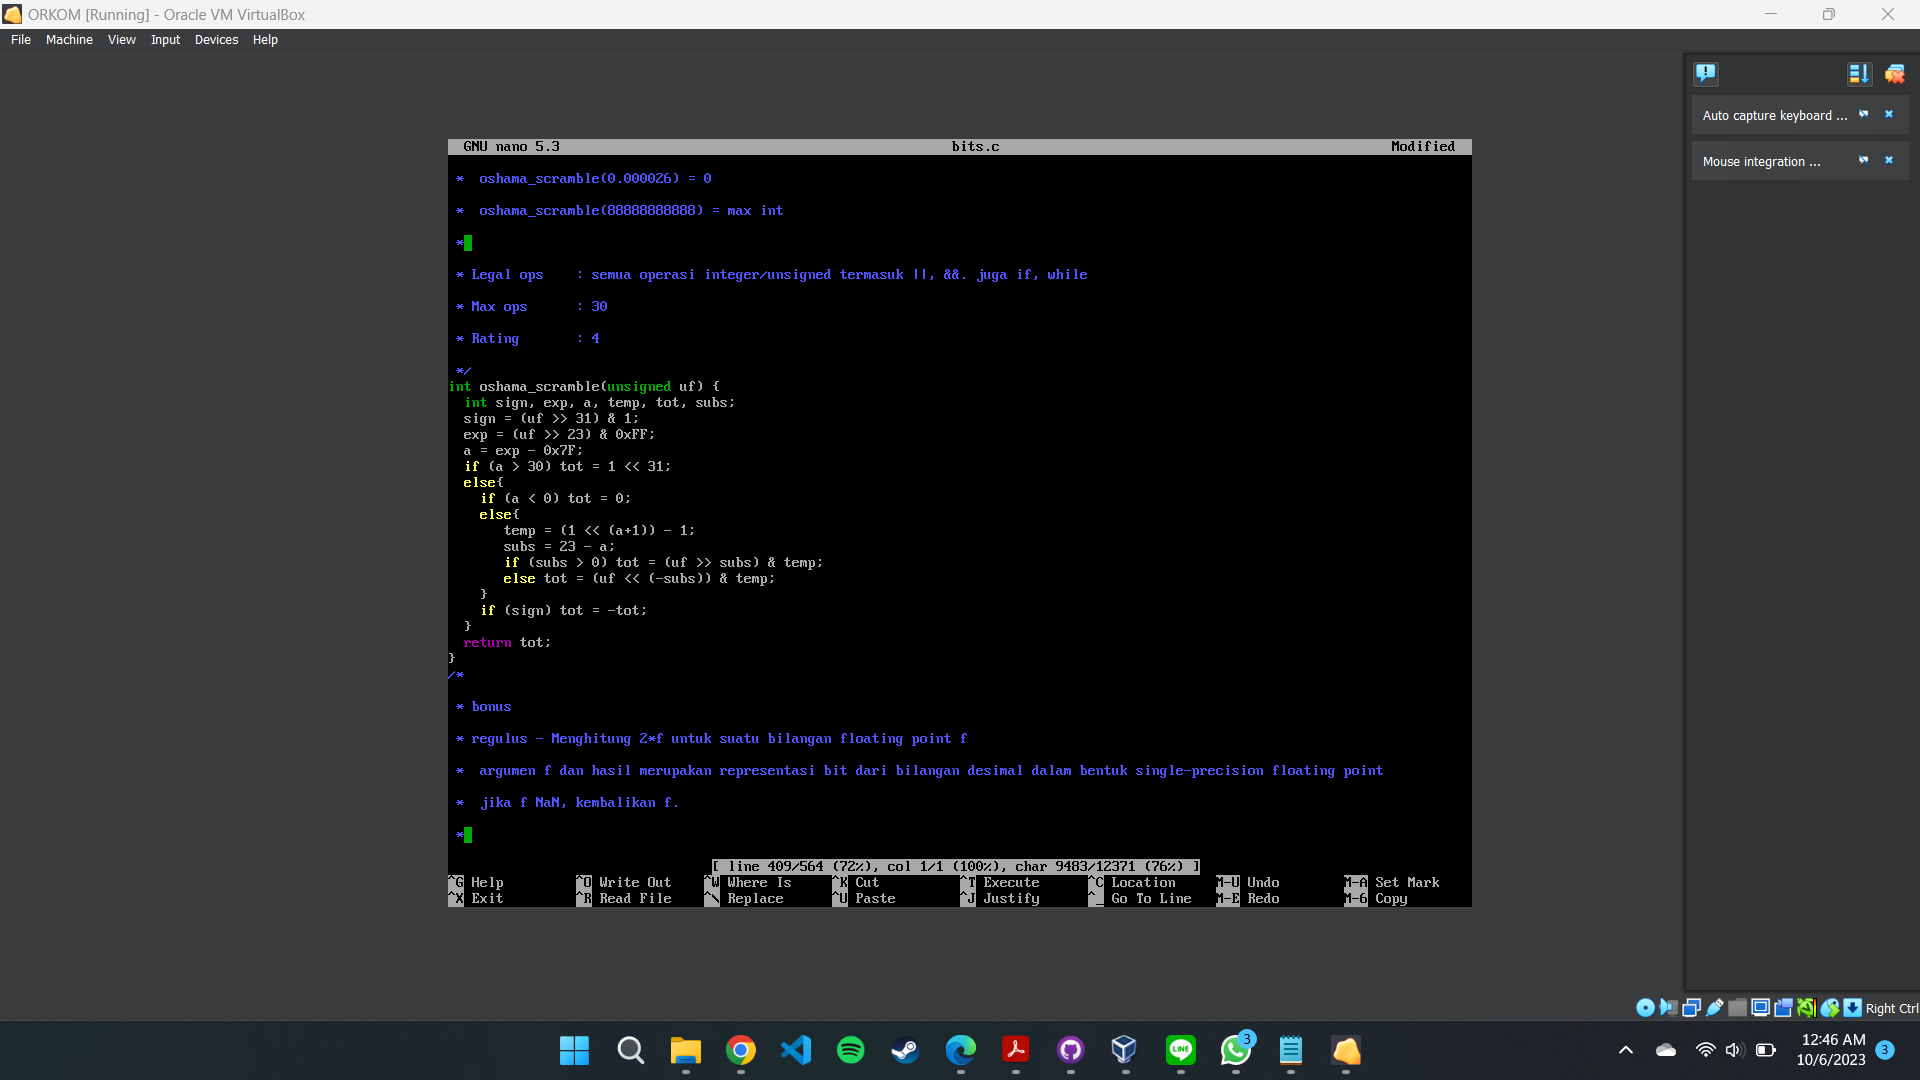 ORKOM [Running] - Oracle VM VirtualBox
File Machine View Input Devices Help
Auto capture keyboard ...
Mouse integration ...
GNU nano 5.3 bits.c Modified
* oshama_scramble(0.000026) = 0
* oshama_scramble(88888888888) = max int
*
* Legal ops : semua operasi integer/unsigned termasuk ||, &&. juga if, while
* Max ops : 30
* Rating : 4
*/
int oshama_scramble(unsigned uf) {
int sign, exp, a, temp, tot, subs;
sign = (uf >> 31) & 1;
exp = (uf >> 23) & 0xFF;
a = exp - 0x7F;
if (a > 30) tot = 1 << 31;
else{
if (a < 0) tot = 0;
else{
temp = (1 << (a+1)) - 1;
subs = 23 - a;
if (subs > 0) tot = (uf >> subs) & temp;
else tot = (uf << (-subs)) & temp;
}
if (sign) tot = -tot;
}
return tot;
}
/*
* bonus
* regulus - Menghitung 2*f untuk suatu bilangan floating point f
* argumen f dan hasil merupakan representasi bit dari bilangan desimal dalam bentuk single-precision floating point
* jika f NaN, kembalikan f.
*
[ line 409/564 (72%), col 1/1 (100%), char 9483/12371 (76%) ]
^G Help ^O Write Out ^W Where Is ^K Cut ^T Execute ^C Location M-U Undo M-A Set Mark
^X Exit ^R Read File ^\ Replace ^U Paste ^J Justify ^_ Go To Line M-E Redo M-6 Copy
Right Ctrl
LINE
3
12:46 AM
10/6/2023
3